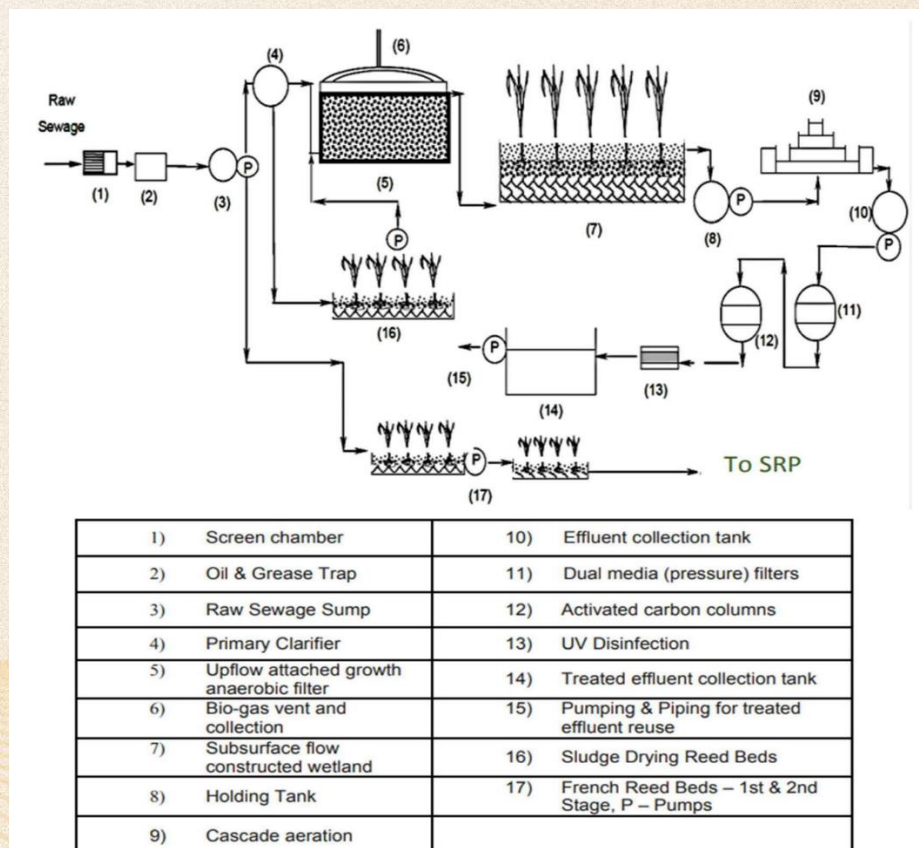 (4)
(6)
Raw
Sewage
(9)
P
(1)
(2)
(3)
(5)
(7)
P
(8)
(10)
P
P
(16)
(11)
(12)
P
(15)
(13)
(14)
P
(17)
To SRP
1) Screen chamber
10) Effluent collection tank
2) Oil & Grease Trap
11) Dual media (pressure) filters
3) Raw Sewage Sump
12) Activated carbon columns
4) Primary Clarifier
13) UV Disinfection
5) Upflow attached growth
anaerobic filter
14) Treated effluent collection tank
6) Bio-gas vent and
collection
15) Pumping & Piping for treated
effluent reuse
7) Subsurface flow
constructed wetland
16) Sludge Drying Reed Beds
8) Holding Tank
17) French Reed Beds – 1st & 2nd
Stage, P – Pumps
9) Cascade aeration